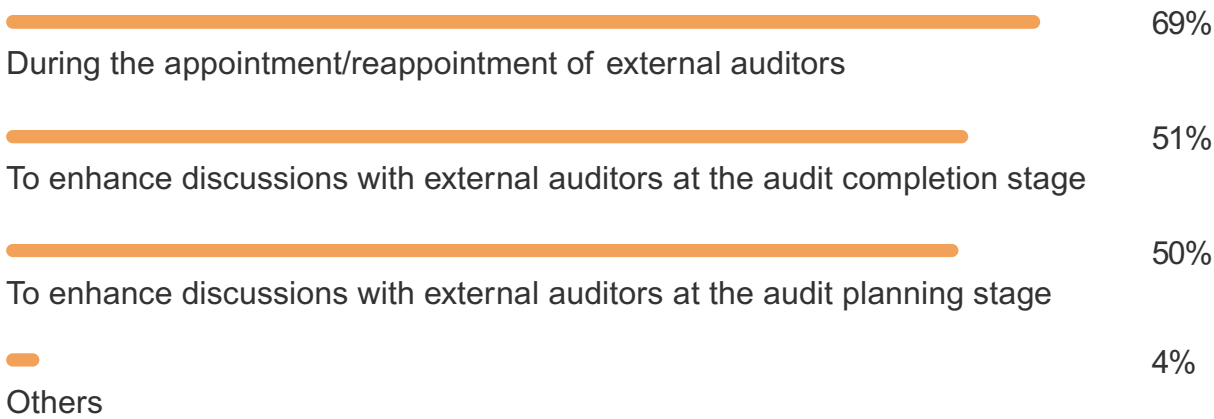 69%
During the appointment/reappointment of external auditors
51%
To enhance discussions with external auditors at the audit completion stage
50%
To enhance discussions with external auditors at the audit planning stage
4%
Others